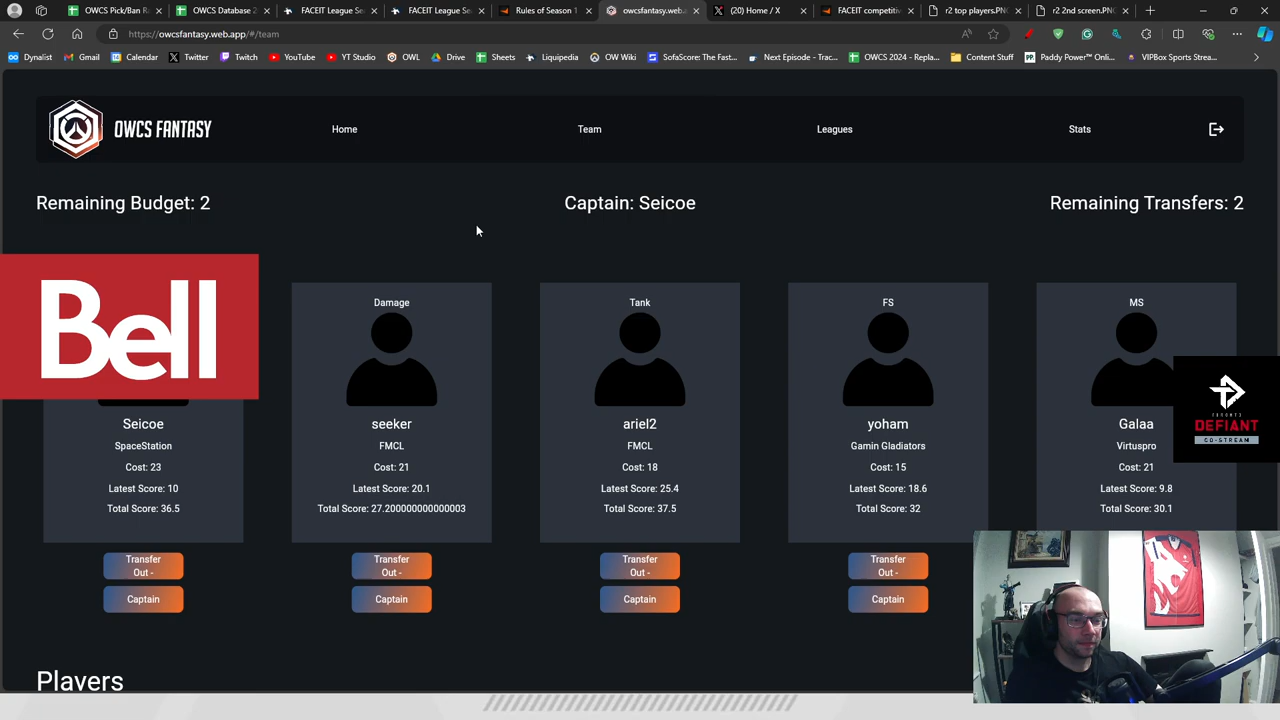 OWCS Pick/Ban Ra
OWCS Database 2
FACEIT League Se
FACEIT League Sea
Rules of Season 1
owcsfantasy.web.
(20) Home / X
FACEIT competitiv
r2 top players.PNG
r2 2nd screen.PNG
https://owcsfantasy.web.app/#/team
Dynalist
Gmail
Calendar
Twitter
Twitch
YouTube
YT Studio
OWL
Drive
Sheets
Liquipedia
OW Wiki
SofaScore: The Fast...
Next Episode - Trac...
OWCS 2024 - Repla...
Content Stuff
Paddy Power™ Onli...
VIPBox Sports Strea...
OWCS FANTASY
Home
Team
Leagues
Stats
Remaining Budget: 2
Captain: Seicoe
Remaining Transfers: 2
Bell
Seicoe
SpaceStation
Cost: 23
Latest Score: 10
Total Score: 36.5
Transfer
Out -
Captain
Damage
seeker
FMCL
Cost: 21
Latest Score: 20.1
Total Score: 27.200000000000003
Transfer
Out -
Captain
Tank
ariel2
FMCL
Cost: 18
Latest Score: 25.4
Total Score: 37.5
Transfer
Out -
Captain
FS
yoham
Gamin Gladiators
Cost: 15
Latest Score: 18.6
Total Score: 32
Transfer
Out -
Captain
MS
Galaa
Virtuspro
Cost: 21
Latest Score: 9.8
Total Score: 30.1
TORONTO
DEFIANT
CO-STREAM
Players